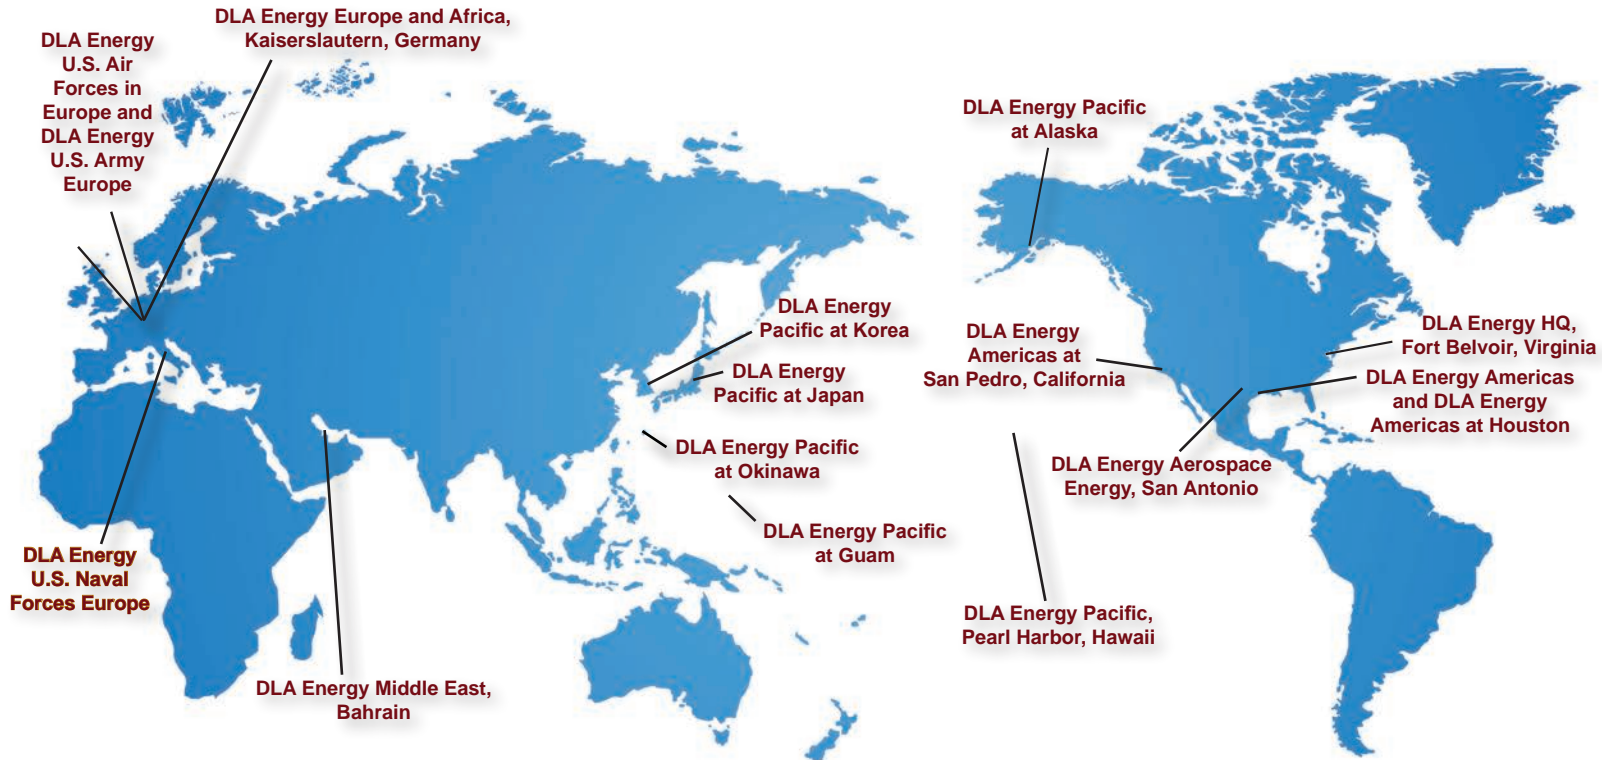 DLA Energy Europe and Africa,
Kaiserslautern, Germany
DLA Energy
U.S. Air
Forces in
Europe and
DLA Energy
U.S. Army
Europe
DLA Energy Pacific
at Alaska
DLA Energy
Pacific at Korea
DLA Energy
Americas at
San Pedro, California
DLA Energy HQ,
Fort Belvoir, Virginia
DLA Energy
Pacific at Japan
DLA Energy Americas
and DLA Energy
Americas at Houston
DLA Energy Pacific
at Okinawa
DLA Energy Aerospace
Energy, San Antonio
DLA Energy Pacific
at Guam
DLA Energy
U.S. Naval
Forces Europe
DLA Energy Pacific,
Pearl Harbor, Hawaii
DLA Energy Middle East,
Bahrain